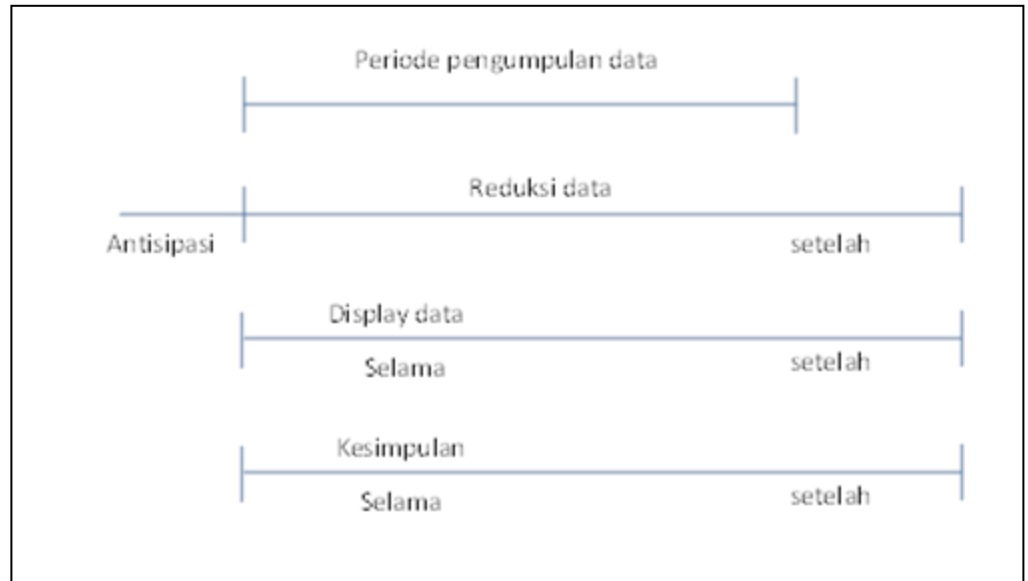 Periode pengumpulan data
Reduksi data
Antisipasi setelah
Display data
Selama setelah
Kesimpulan
Selama setelah